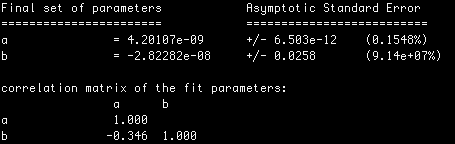 Final set of parameters Asymptotic Standard Error
======================= ==========================
a = 4.20107e-09 +/- 6.503e-12 (0.1548%)
b = -2.82282e-08 +/- 0.0258 (9.14e+07%)
correlation matrix of the fit parameters:
a b
a 1.000
b -0.346 1.000